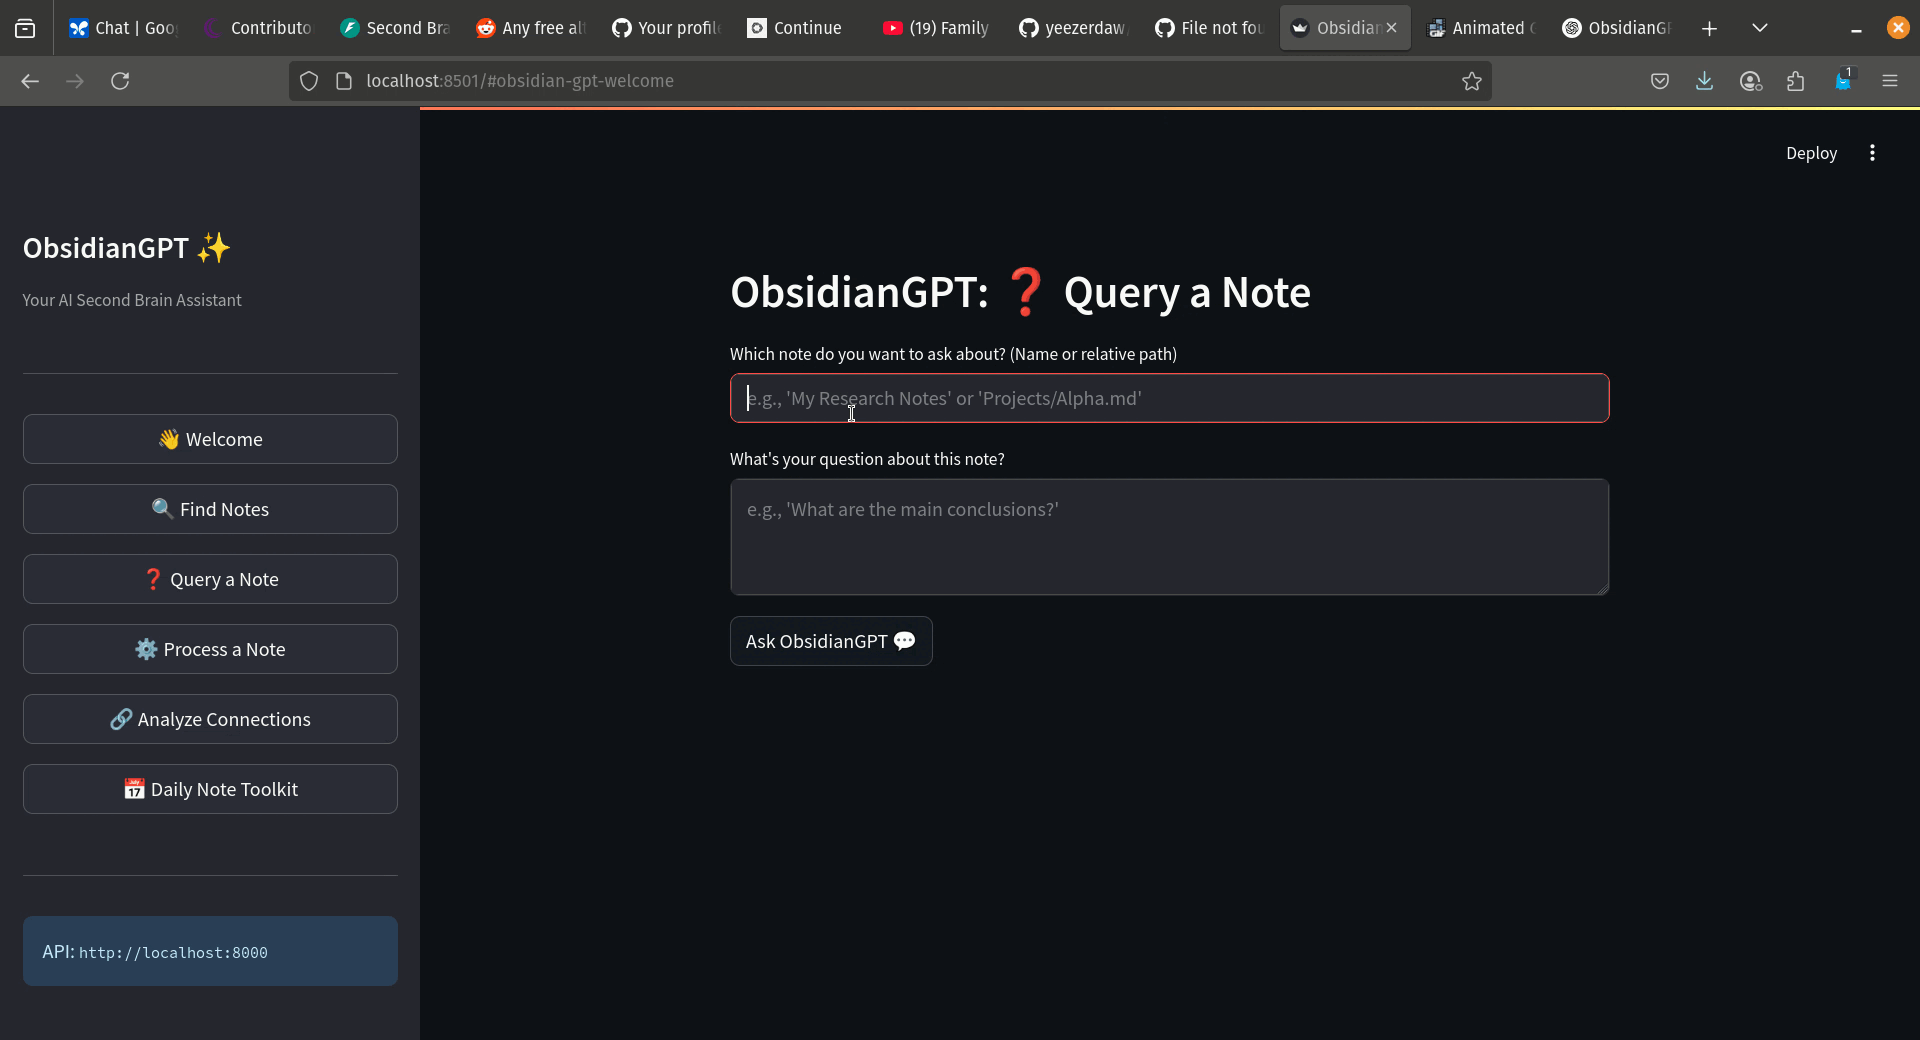 Chat | Goo
Contributo
Second Bra
Any free alt
Your profile
Continue
(19) Family
yeezerdaw
File not fou
Obsidian
Animated
ObsidianGP
localhost:8501/#obsidian-gpt-welcome
1
Deploy
ObsidianGPT ✨
Your AI Second Brain Assistant
👋 Welcome
🔍 Find Notes
❓ Query a Note
⚙️ Process a Note
🔗 Analyze Connections
📅 Daily Note Toolkit
API: http://localhost:8000
ObsidianGPT: ❓ Query a Note
Which note do you want to ask about? (Name or relative path)
e.g., 'My Research Notes' or 'Projects/Alpha.md'
What's your question about this note?
e.g., 'What are the main conclusions?'
Ask ObsidianGPT 💬